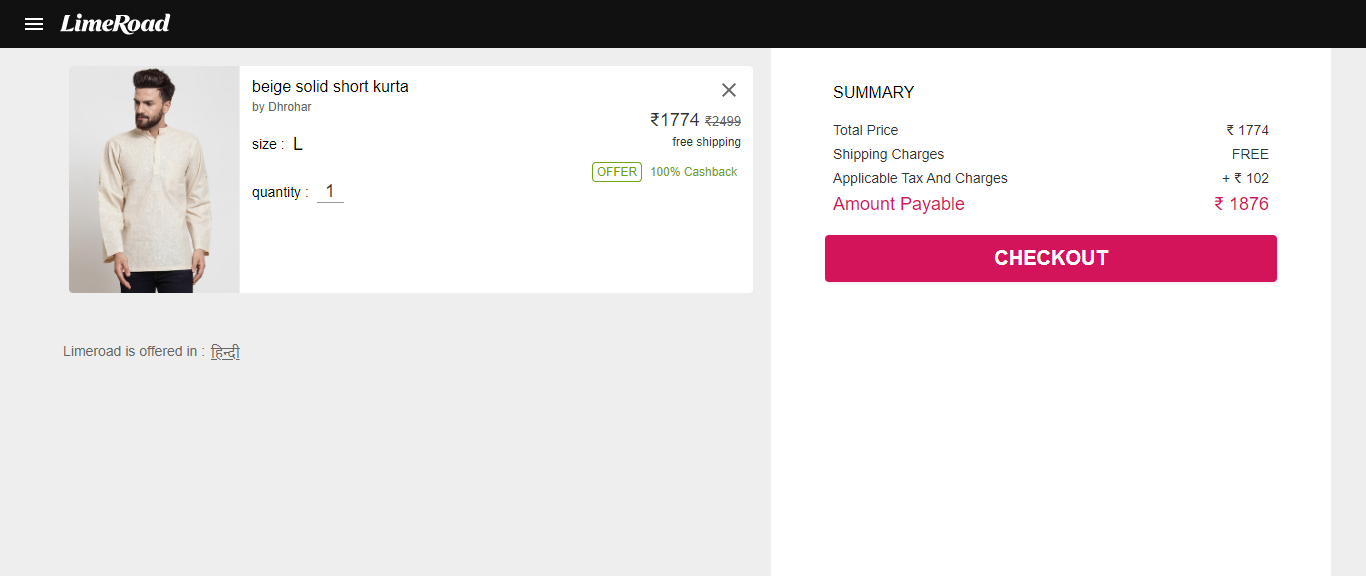 LimeRoad
beige solid short kurta
by Dhrohar
₹1774 ₹2499
free shipping
size : L
OFFER 100% Cashback
quantity : 1
Limeroad is offered in : हिन्दी
SUMMARY
Total Price ₹ 1774
Shipping Charges FREE
Applicable Tax And Charges + ₹ 102
Amount Payable ₹ 1876
CHECKOUT